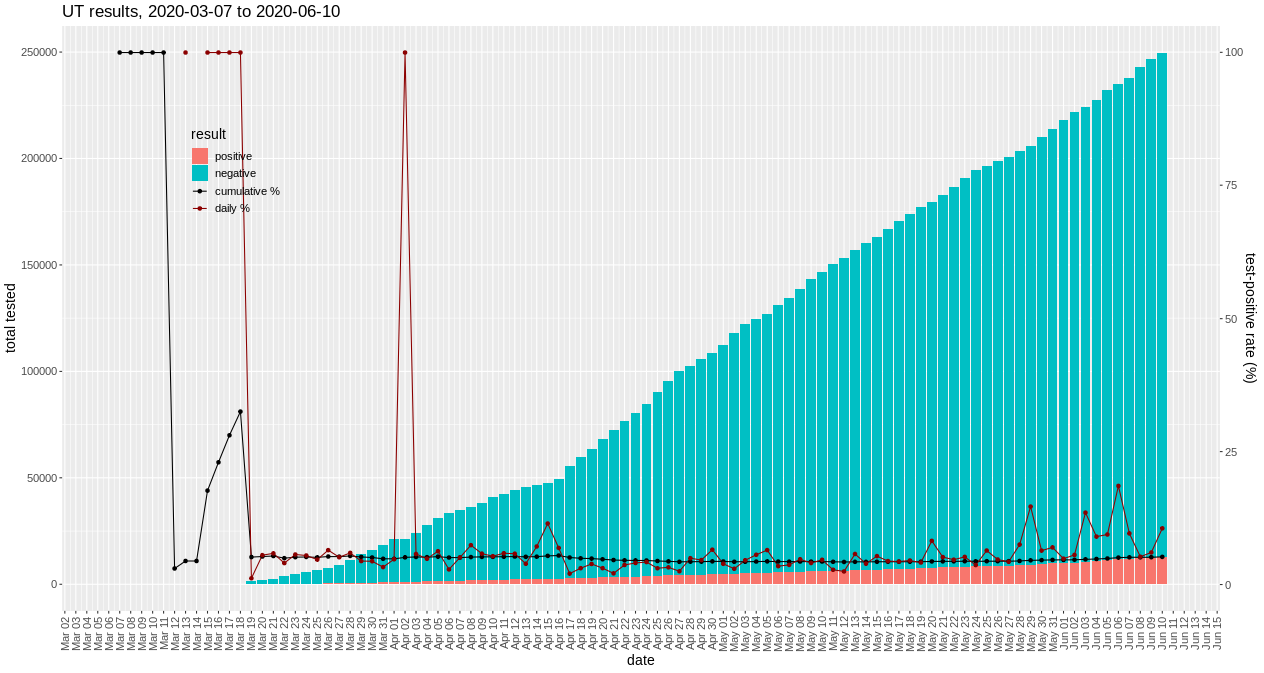 UT results, 2020-03-07 to 2020-06-10
250000
200000
150000
100000
50000
0
total tested
result
positive
negative
cumulative %
daily %
100
75
50
25
0
test-positive rate (%)
Mar 02
Mar 03
Mar 04
Mar 05
Mar 06
Mar 07
Mar 08
Mar 09
Mar 10
Mar 11
Mar 12
Mar 13
Mar 14
Mar 15
Mar 16
Mar 17
Mar 18
Mar 19
Mar 20
Mar 21
Mar 22
Mar 23
Mar 24
Mar 25
Mar 26
Mar 27
Mar 28
Mar 29
Mar 30
Mar 31
Apr 01
Apr 02
Apr 03
Apr 04
Apr 05
Apr 06
Apr 07
Apr 08
Apr 09
Apr 10
Apr 11
Apr 12
Apr 13
Apr 14
Apr 15
Apr 16
Apr 17
Apr 18
Apr 19
Apr 20
Apr 21
Apr 22
Apr 23
Apr 24
Apr 25
Apr 26
Apr 27
Apr 28
Apr 29
Apr 30
May 01
May 02
May 03
May 04
May 05
May 06
May 07
May 08
May 09
May 10
May 11
May 12
May 13
May 14
May 15
May 16
May 17
May 18
May 19
May 20
May 21
May 22
May 23
May 24
May 25
May 26
May 27
May 28
May 29
May 30
May 31
Jun 01
Jun 02
Jun 03
Jun 04
Jun 05
Jun 06
Jun 07
Jun 08
Jun 09
Jun 10
Jun 11
Jun 12
Jun 13
Jun 14
Jun 15
date